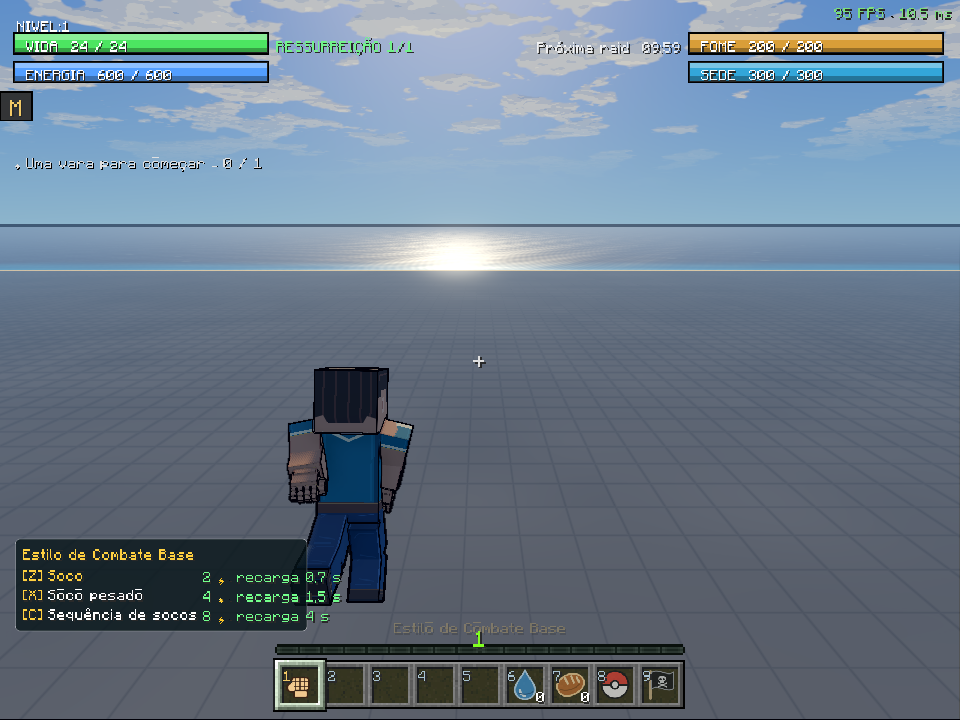 95 FPS - 10.5 ms
NIVEL:1
VIDA 24 / 24
RESSURREIÇÃO 1/1
Próxima raid 09:59
FOME 200 / 200
ENERGIA 600 / 600
SEDE 300 / 300
M
Uma vara para começar - 0 / 1
Estilo de Combate Base
[Z] Soco 2 , recarga 0,7 s
[X] Soco pesado 4 , recarga 1,5 s
[C] Sequência de socos 8 , recarga 4 s
Estilo de Combate Base
1
1 2 3 4 5 6 7 8 9
0 0